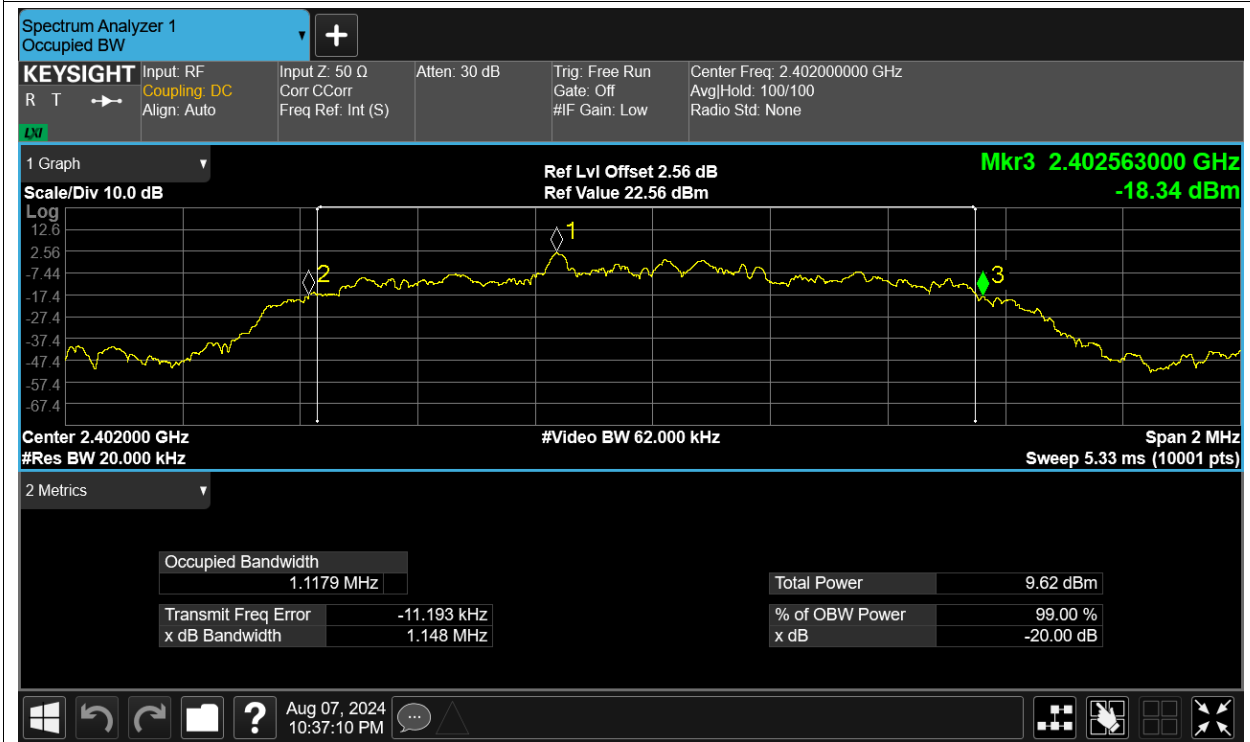 Spectrum Analyzer 1
Occupied BW
KEYSIGHT
R T
LXI
Input: RF
Coupling: DC
Align: Auto
Input Z: 50 Ω
Corr CCorr
Freq Ref: Int (S)
Atten: 30 dB
Trig: Free Run
Gate: Off
#IF Gain: Low
Center Freq: 2.402000000 GHz
Avg|Hold: 100/100
Radio Std: None
1 Graph
Scale/Div 10.0 dB
Ref Lvl Offset 2.56 dB
Ref Value 22.56 dBm
Mkr3 2.402563000 GHz
-18.34 dBm
Log
12.6
2.56
-7.44
-17.4
-27.4
-37.4
-47.4
-57.4
-67.4
1
2
3
Center 2.402000 GHz
#Video BW 62.000 kHz
Span 2 MHz
#Res BW 20.000 kHz
Sweep 5.33 ms (10001 pts)
2 Metrics
Occupied Bandwidth
1.1179 MHz
Total Power 9.62 dBm
Transmit Freq Error -11.193 kHz
% of OBW Power 99.00 %
x dB Bandwidth 1.148 MHz
x dB -20.00 dB
?
Aug 07, 2024
10:37:10 PM